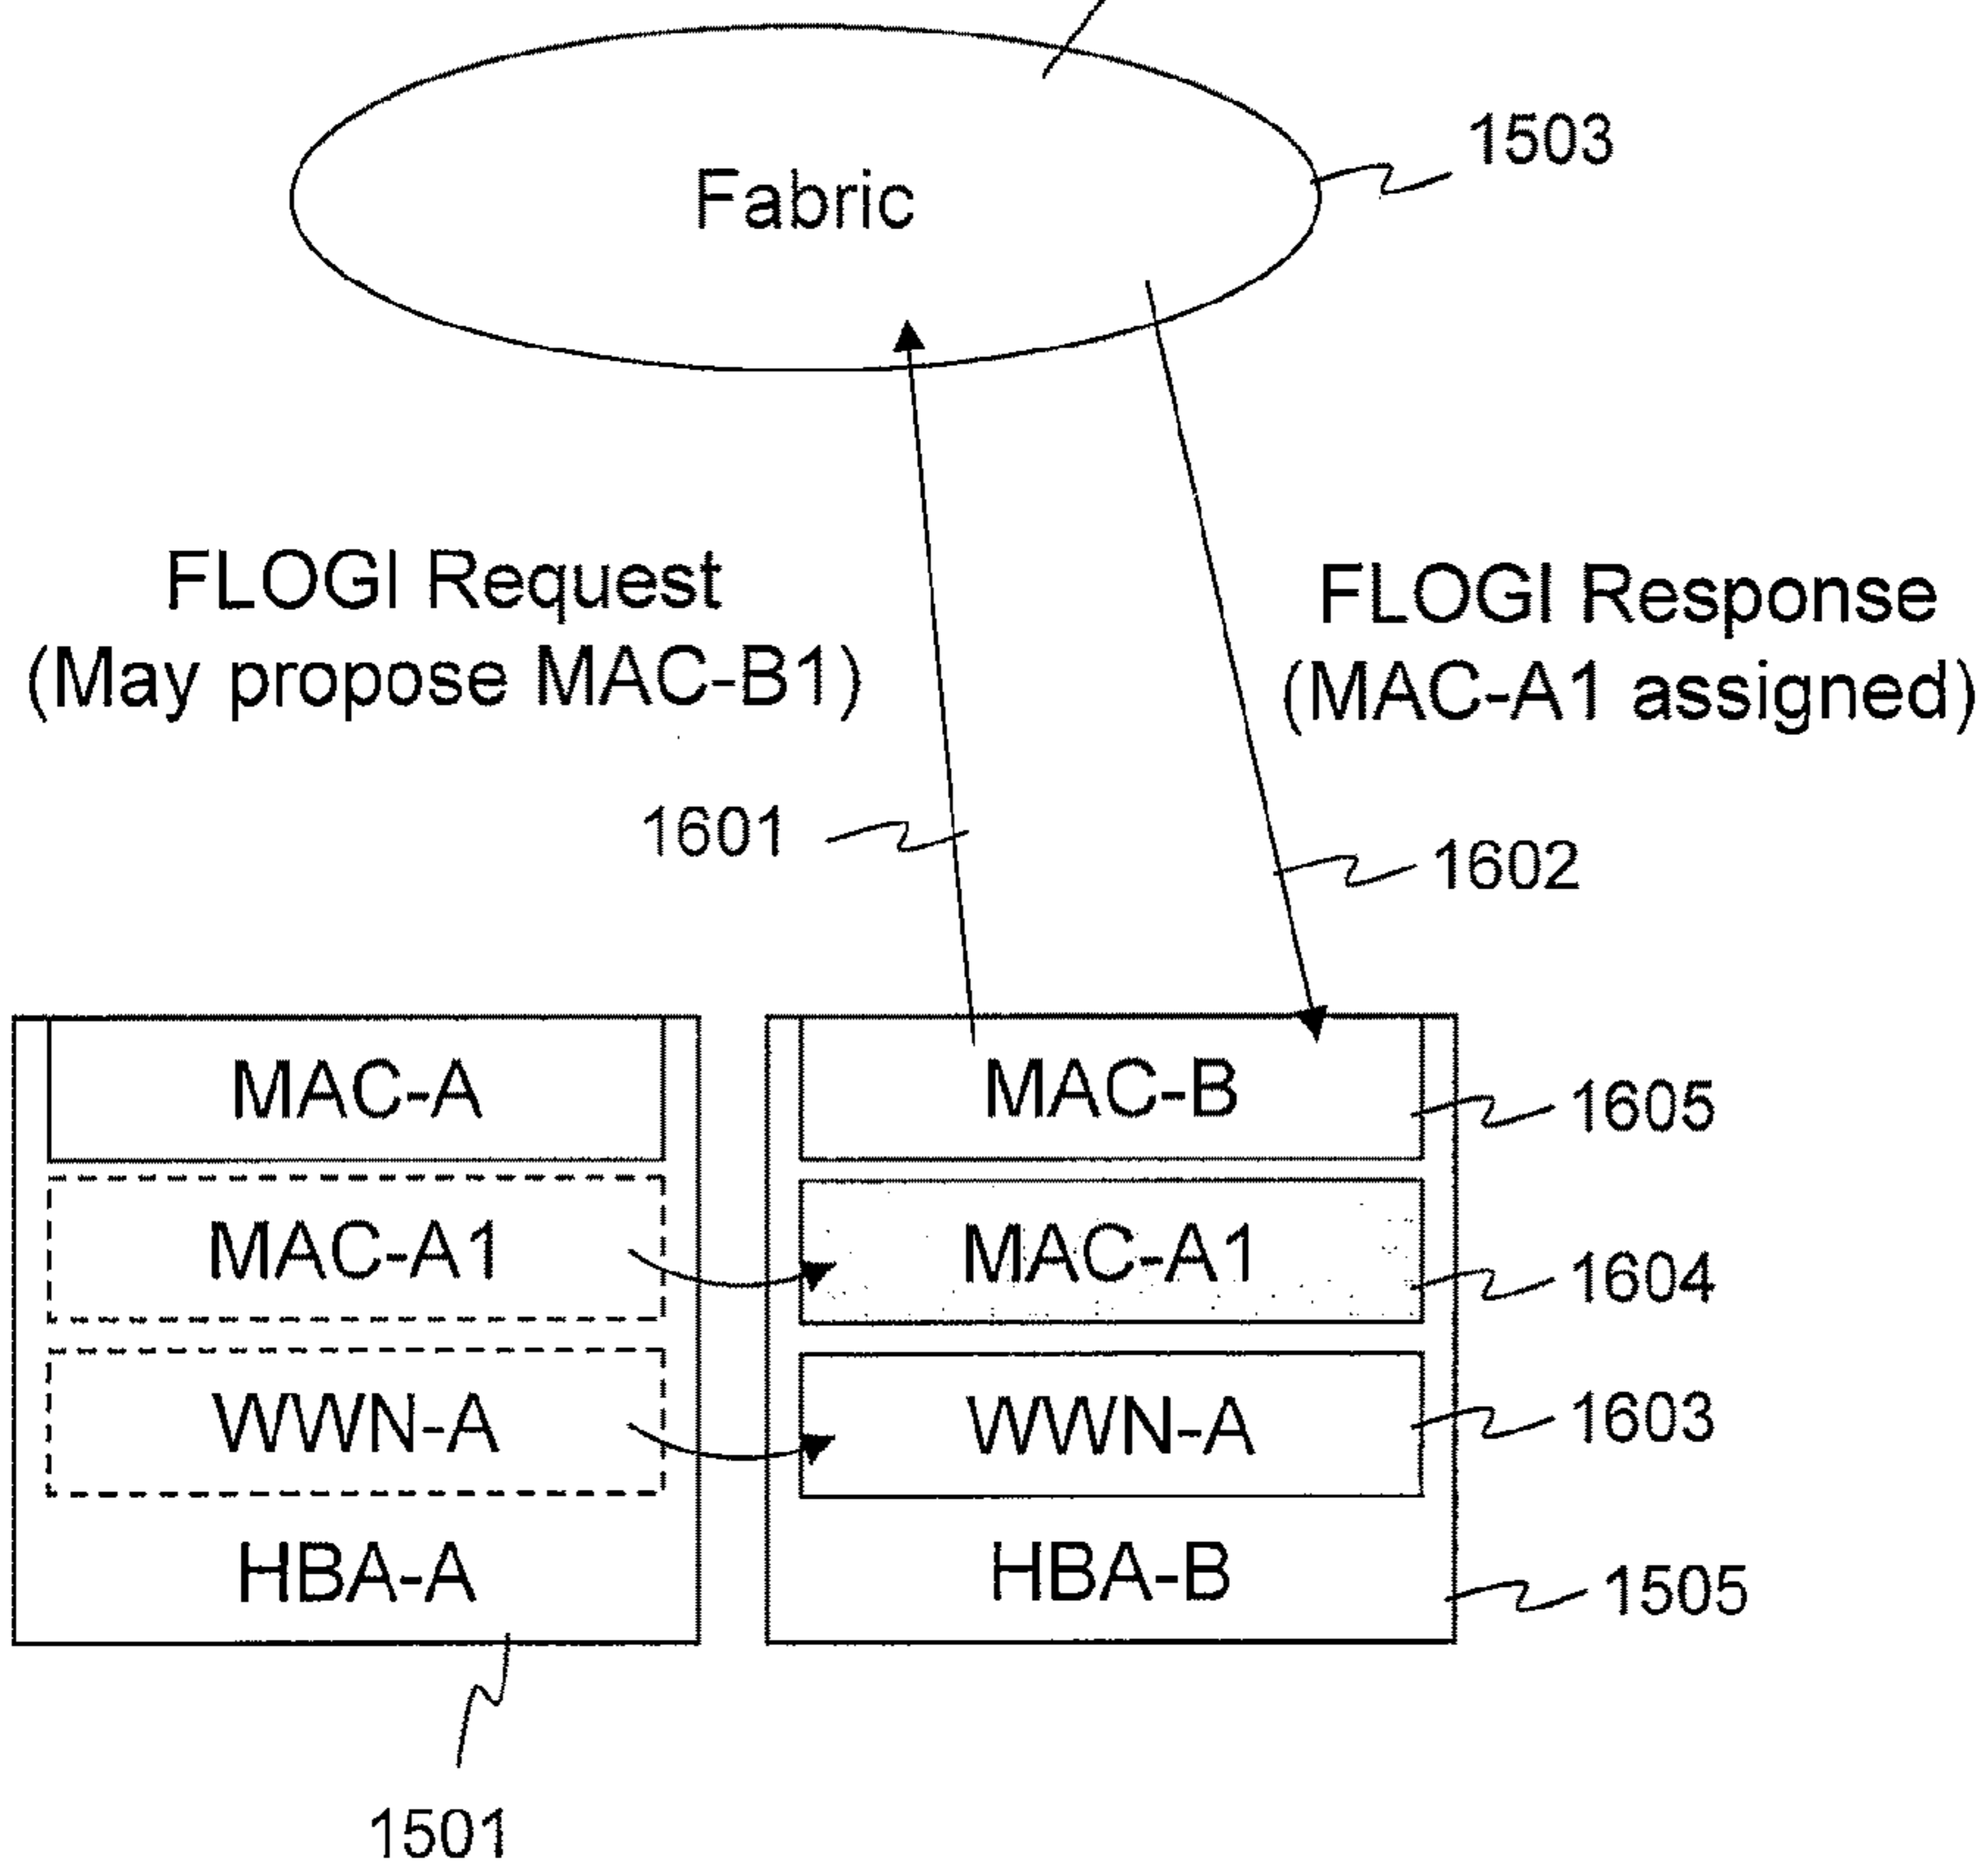 1503
Fabric
FLOGI Request
(May propose MAC-B1)
FLOGI Response
(MAC-A1 assigned)
1601
1602
MAC-A
MAC-B
1605
MAC-A1
MAC-A1
1604
WWN-A
WWN-A
1603
HBA-A
HBA-B
1505
1501